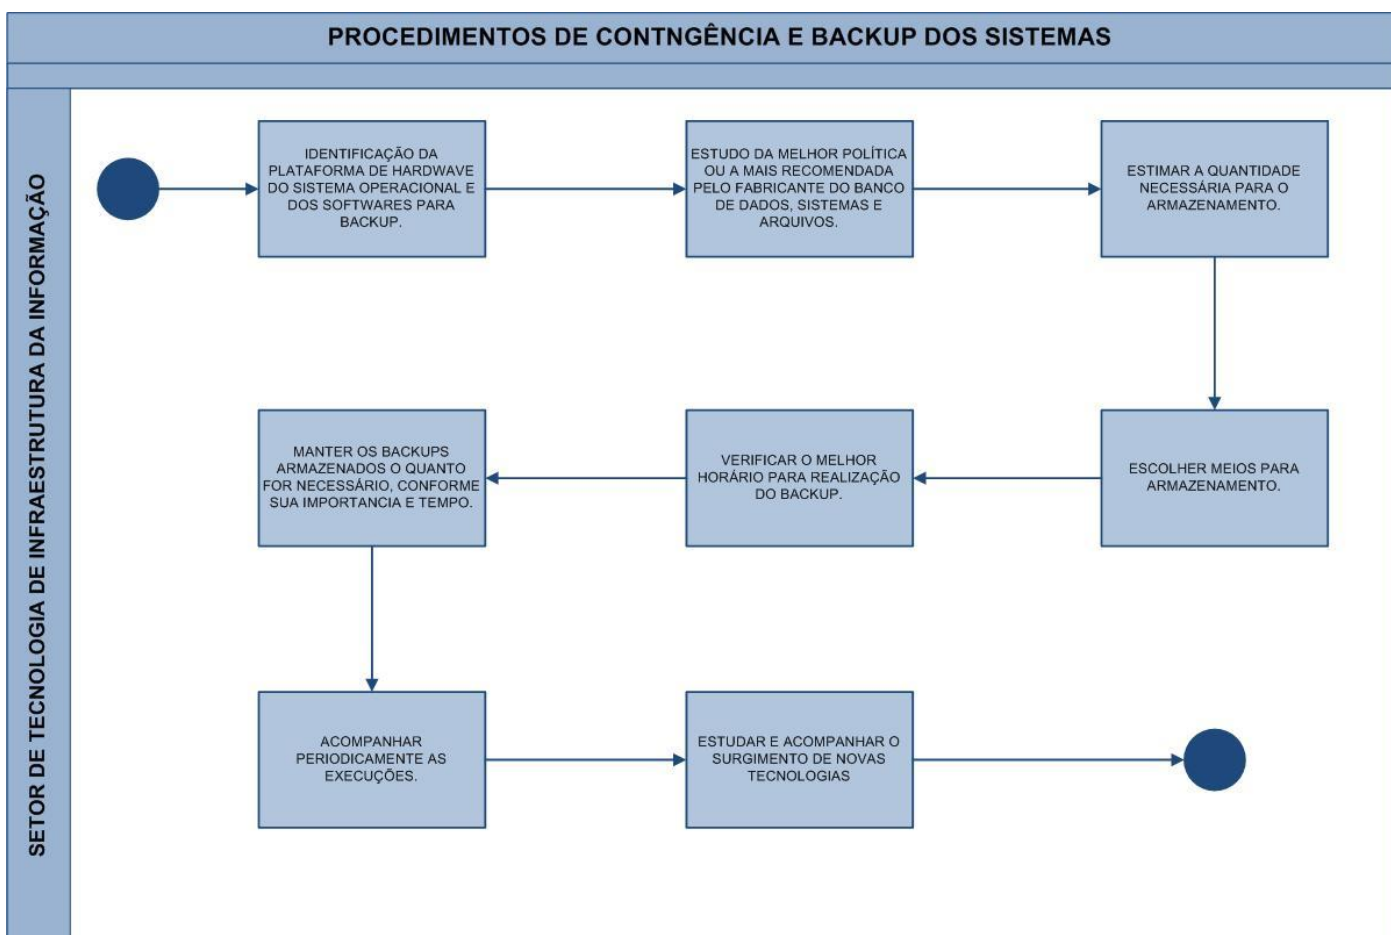 PROCEDIMENTOS DE CONTNGÊNCIA E BACKUP DOS SISTEMAS
SETOR DE TECNOLOGIA DE INFRAESTRUTURA DA INFORMAÇÃO
IDENTIFICAÇÃO DA
PLATAFORMA DE HARDWAVE
DO SISTEMA OPERACIONAL E
DOS SOFTWARES PARA
BACKUP.
ESTUDO DA MELHOR POLÍTICA
OU A MAIS RECOMENDADA
PELO FABRICANTE DO BANCO
DE DADOS, SISTEMAS E
ARQUIVOS.
ESTIMAR A QUANTIDADE
NECESSÁRIA PARA O
ARMAZENAMENTO.
ESCOLHER MEIOS PARA
ARMAZENAMENTO.
VERIFICAR O MELHOR
HORÁRIO PARA REALIZAÇÃO
DO BACKUP.
MANTER OS BACKUPS
ARMAZENADOS O QUANTO
FOR NECESSÁRIO, CONFORME
SUA IMPORTANCIA E TEMPO.
ACOMPANHAR
PERIODICAMENTE AS
EXECUÇÕES.
ESTUDAR E ACOMPANHAR O
SURGIMENTO DE NOVAS
TECNOLOGIAS